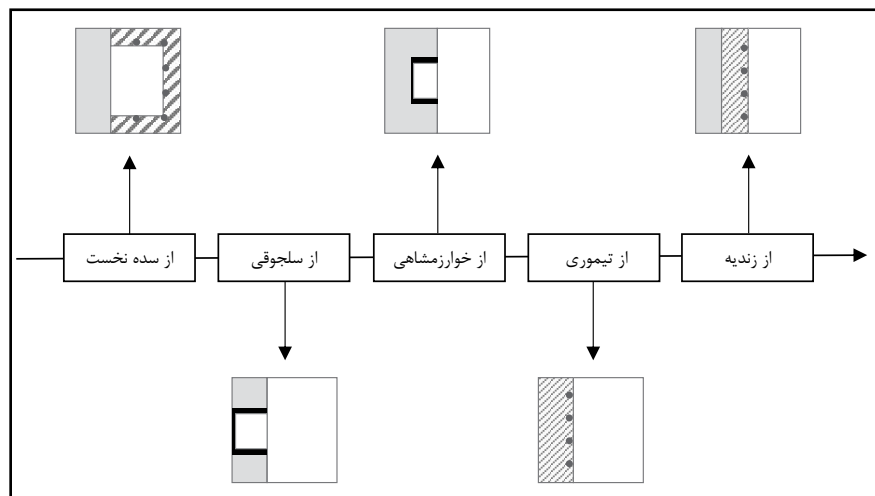 از سده نخست
از سلجوقی
از خوارزمشاهی
از تیموری
از زندیه